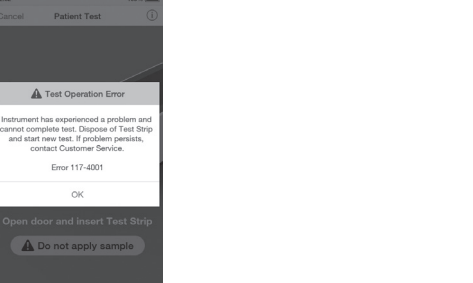 Cancel Patient Test
Test Operation Error
Instrument has experienced a problem and
cannot complete test. Dispose of Test Strip
and start new test. If problem persists,
contact Customer Service.
Error 117-4001
OK
Open door and insert Test Strip
Do not apply sample